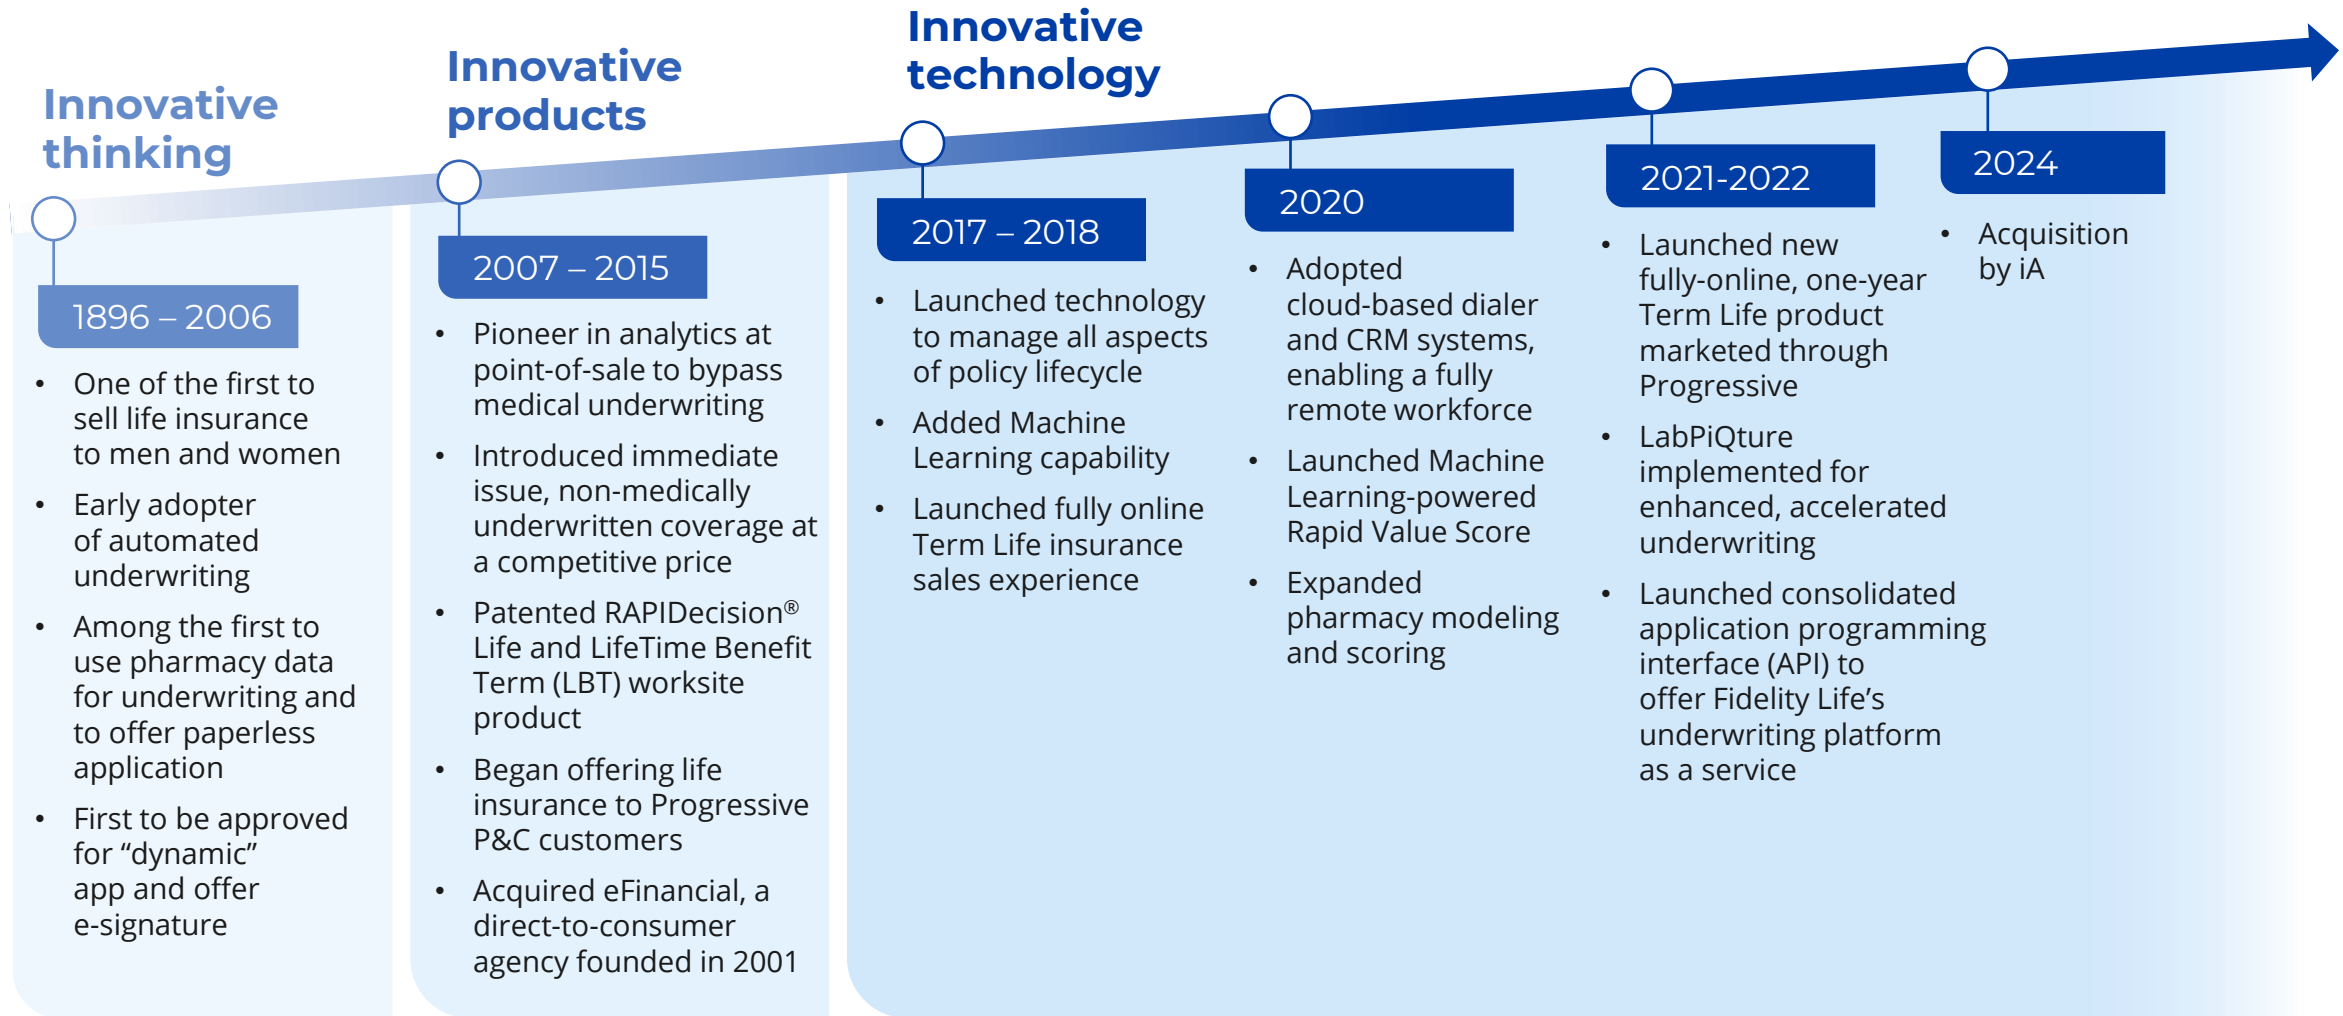 Innovative
thinking
1896 – 2006
• One of the first to
sell life insurance
to men and women
• Early adopter
of automated
underwriting
• Among the first to
use pharmacy data
for underwriting and
to offer paperless
application
• First to be approved
for “dynamic”
app and offer
e-signature
Innovative
products
2007 – 2015
• Pioneer in analytics at
point-of-sale to bypass
medical underwriting
• Introduced immediate
issue, non-medically
underwritten coverage at
a competitive price
• Patented RAPIDecision®
Life and LifeTime Benefit
Term (LBT) worksite
product
• Began offering life
insurance to Progressive
P&C customers
• Acquired eFinancial, a
direct-to-consumer
agency founded in 2001
Innovative
technology
2017 – 2018
• Launched technology
to manage all aspects
of policy lifecycle
• Added Machine
Learning capability
• Launched fully online
Term Life insurance
sales experience
2020
• Adopted
cloud-based dialer
and CRM systems,
enabling a fully
remote workforce
• Launched Machine
Learning-powered
Rapid Value Score
• Expanded
pharmacy modeling
and scoring
2021-2022
• Launched new
fully-online, one-year
Term Life product
marketed through
Progressive
• LabPiQture
implemented for
enhanced, accelerated
underwriting
• Launched consolidated
application programming
interface (API) to
offer Fidelity Life’s
underwriting platform
as a service
2024
• Acquisition
by iA